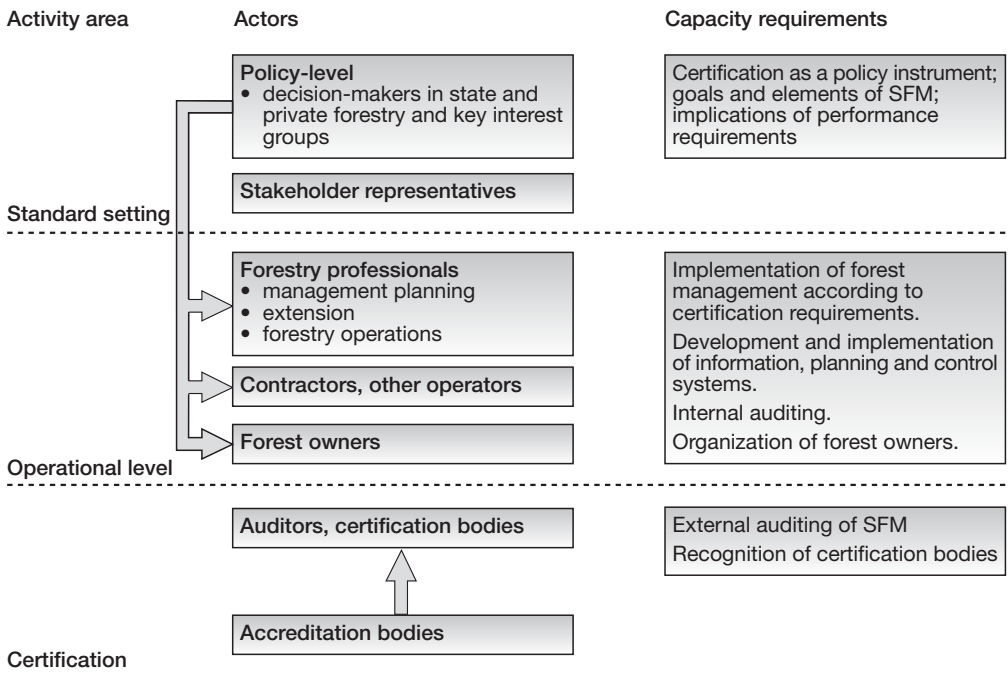 Activity area
Actors
Capacity requirements
Policy-level
• decision-makers in state and
private forestry and key interest
groups
Certification as a policy instrument;
goals and elements of SFM;
implications of performance
requirements
Stakeholder representatives
Standard setting
Forestry professionals
• management planning
• extension
• forestry operations
Contractors, other operators
Forest owners
Implementation of forest
management according to
certification requirements.
Development and implementation
of information, planning and control
systems.
Internal auditing.
Organization of forest owners.
Operational level
Auditors, certification bodies
External auditing of SFM
Recognition of certification bodies
Accreditation bodies
Certification